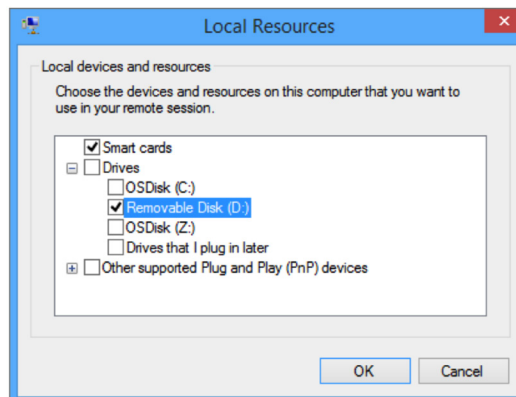 Local Resources
Local devices and resources
Choose the devices and resources on this computer that you want to
use in your remote session.
Smart cards
Drives
OSDisk (C:)
Removable Disk (D:)
OSDisk (Z:)
Drives that I plug in later
Other supported Plug and Play (PnP) devices
OK Cancel